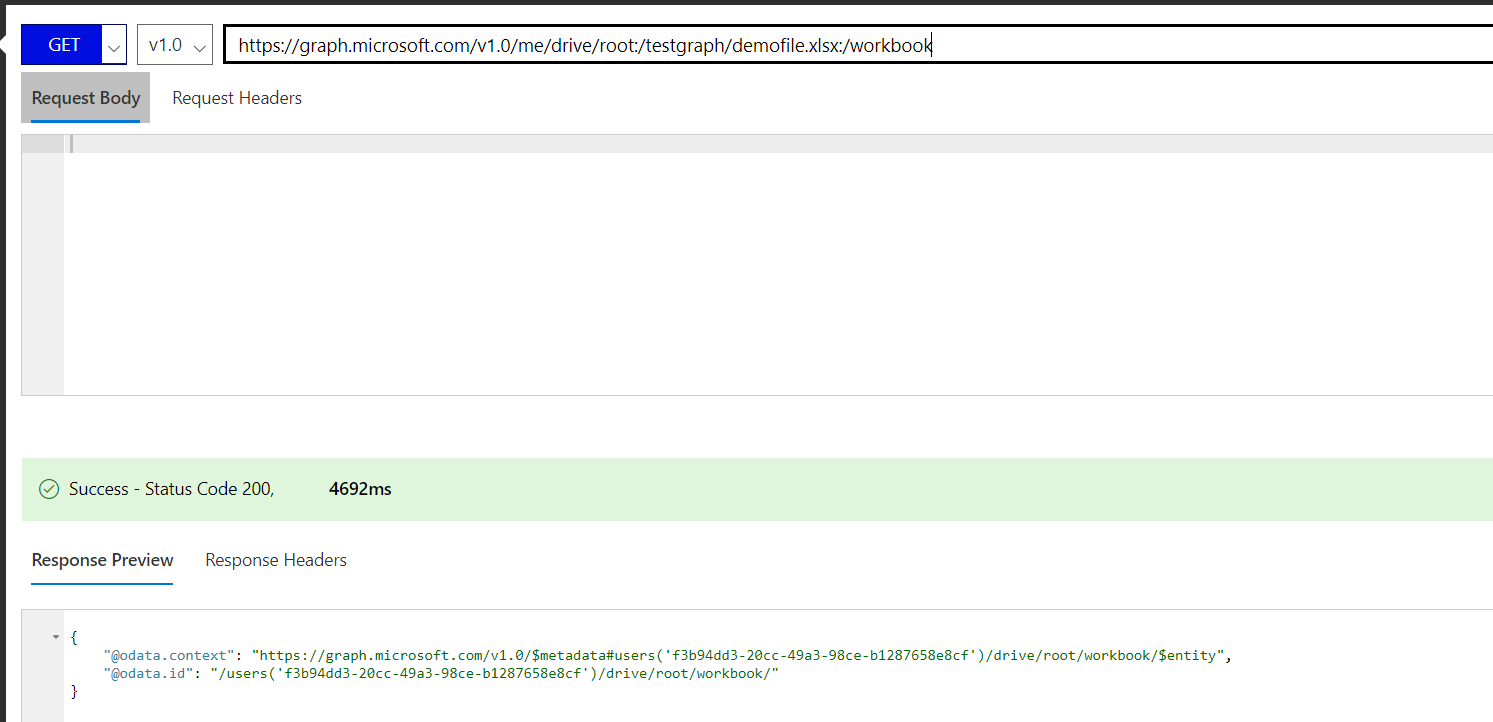 GET v1.0 https://graph.microsoft.com/v1.0/me/drive/root:/testgraph/demofile.xlsx:/workbook
Request Body Request Headers
Success - Status Code 200, 4692ms
Response Preview Response Headers
{
"@odata.context": "https://graph.microsoft.com/v1.0/$metadata#users('f3b94dd3-20cc-49a3-98ce-b1287658e8cf')/drive/root/workbook/$entity",
"@odata.id": "/users('f3b94dd3-20cc-49a3-98ce-b1287658e8cf')/drive/root/workbook/"
}